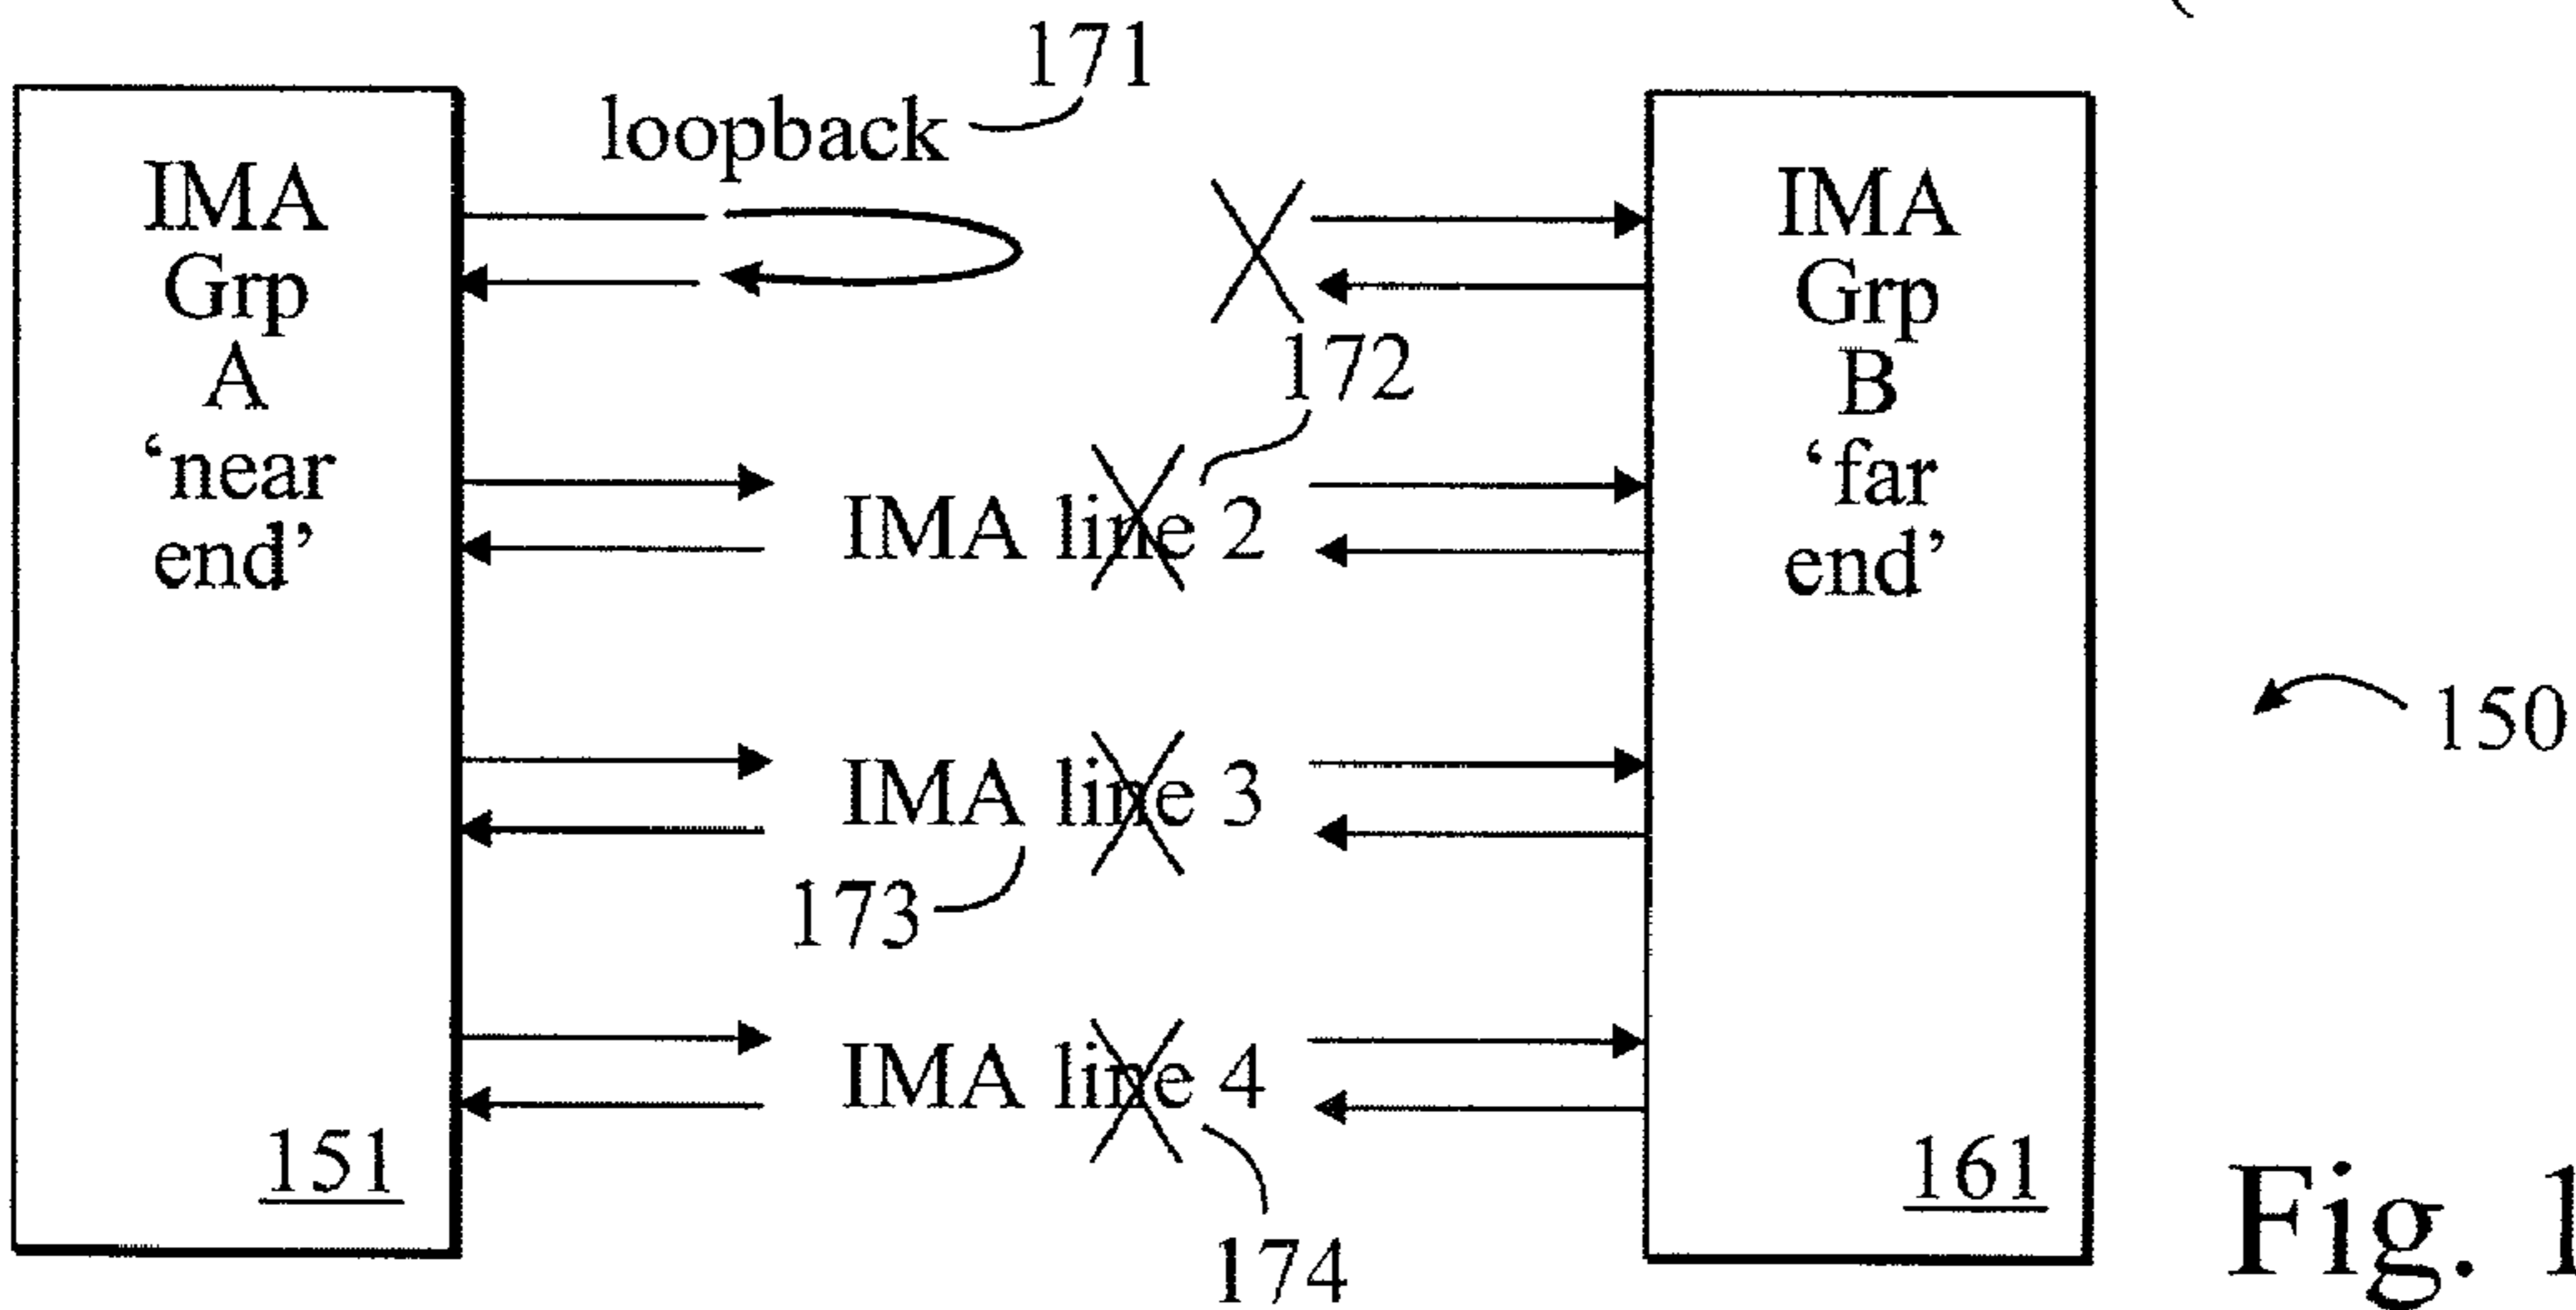 171
loopback
IMA
Grp
A
‘near
end’
IMA
Grp
B
‘far
end’
172
IMA line 2
150
IMA line 3
173
IMA line 4
151
161
174
Fig. 1